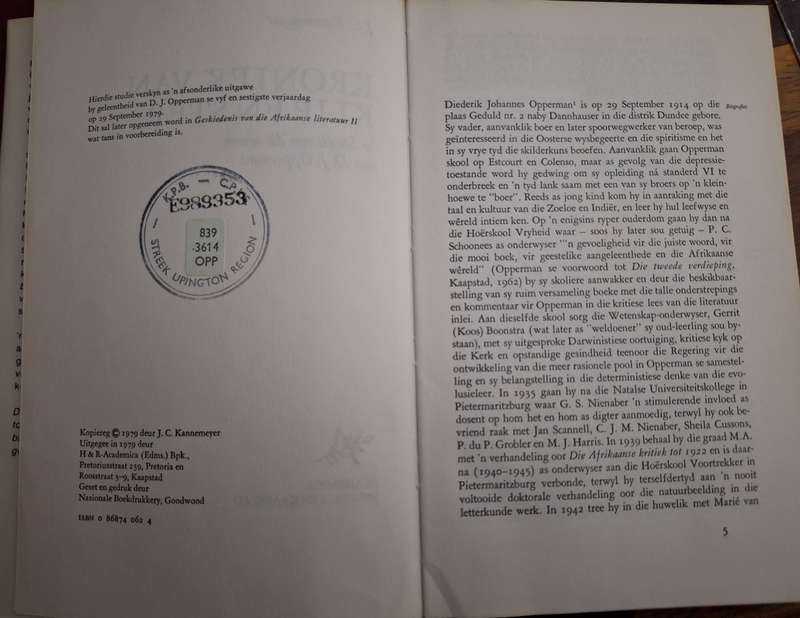 Hierdie studie verskyn as 'n afsonderlike uitgawe
by geleentheid van D. J. Opperman se vyf en sestigste verjaardag
op 29 September 1979.
Dit sal later opgeneem word in Geskiedenis van die Afrikaanse literatuur II
wat tans in voorbereiding is.
K.P.B. — C.P.
E989353
839
.3614
OPP
STREEK UPINGTON REGION
Kopiereg © 1979 deur J. C. Kannemeyer
Uitgegee in 1979 deur
H & R-Academica (Edms.) Bpk.,
Pretoriusstraat 239, Pretoria en
Roosstraat 3–9, Kaapstad
Geset en gedruk deur
Nasionale Boekdrukkery, Goodwood
ISBN 0 86874 062 4
Diederik Johannes Opperman¹ is op 29 September 1914 op die
Biografies
plaas Geduld nr. 2 naby Dannhauser in die distrik Dundee gebore.
Sy vader, aanvanklik boer en later spoorwegwerker van beroep, was
geïnteresseerd in die Oosterse wysbegeerte en die spiritisme en het
in sy vrye tyd die skilderkuns beoefen. Aanvanklik gaan Opperman
skool op Estcourt en Colenso, maar as gevolg van die depressie-
toestande word hy gedwing om sy opleiding ná standerd VI te
onderbreek en 'n tyd lank saam met een van sy broers op 'n klein-
hoewe te "boer". Reeds as jong kind kom hy in aanraking met die
taal en kultuur van die Zoeloe en Indiër, en leer hy hul leefwyse en
wêreld intiem ken. Op 'n enigsins ryper ouderdom gaan hy dan na
die Hoërskool Vryheid waar – soos hy later sou getuig – P. C.
Schoonees as onderwyser "'n gevoeligheid vir die juiste woord, vir
die mooi boek, vir geestelike aangeleenthede en die Afrikaanse
wêreld" (Opperman se voorwoord tot Die tweede verdieping,
Kaapstad, 1962) by sy skoliere aanwakker en deur die beskikbaar-
stelling van sy ruim versameling boeke met die talle onderstrepings
en kommentaar vir Opperman in die kritiese lees van die literatuur
inlei. Aan dieselfde skool sorg die Wetenskap-onderwyser, Gerrit
(Koos) Boonstra (wat later as "weldoener" sy oud-leerling sou by-
staan), met sy uitgesproke Darwinistiese oortuiging, kritiese kyk op
die Kerk en opstandige gesindheid teenoor die Regering vir die
ontwikkeling van die meer rasionele pool in Opperman se samestel-
ling en sy belangstelling in die deterministiese denke van die evo-
lusieleer. In 1935 gaan hy na die Natalse Universiteitskollege in
Pietermaritzburg waar G. S. Nienaber 'n stimulerende invloed as
dosent op hom het en hom as digter aanmoedig, terwyl hy ook be-
vriend raak met Jan Scannell, C. J. M. Nienaber, Sheila Cussons,
P. du P. Grobler en M. J. Harris. In 1939 behaal hy die graad M.A.
met 'n verhandeling oor Die Afrikaanse kritiek tot 1922 en is daar-
na (1940–1945) as onderwyser aan die Hoërskool Voortrekker in
Pietermaritzburg verbonde, terwyl hy terselfdertyd aan 'n nooit
voltooide doktorale verhandeling oor die natuurbeelding in die
letterkunde werk. In 1942 tree hy in die huwelik met Marié van
5